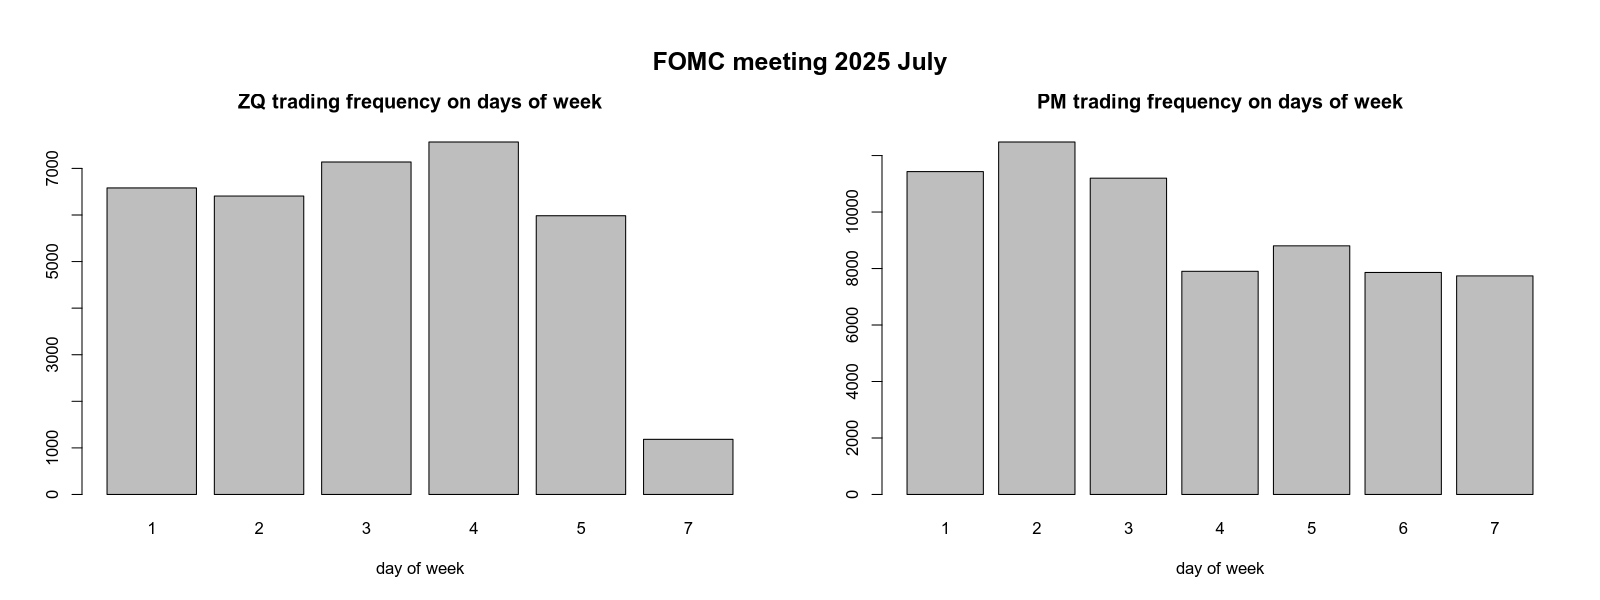 FOMC meeting 2025 July
ZQ trading frequency on days of week
7000
5000
3000
1000
0
1 2 3 4 5 7
day of week
PM trading frequency on days of week
10000
8000
6000
4000
2000
0
1 2 3 4 5 6 7
day of week